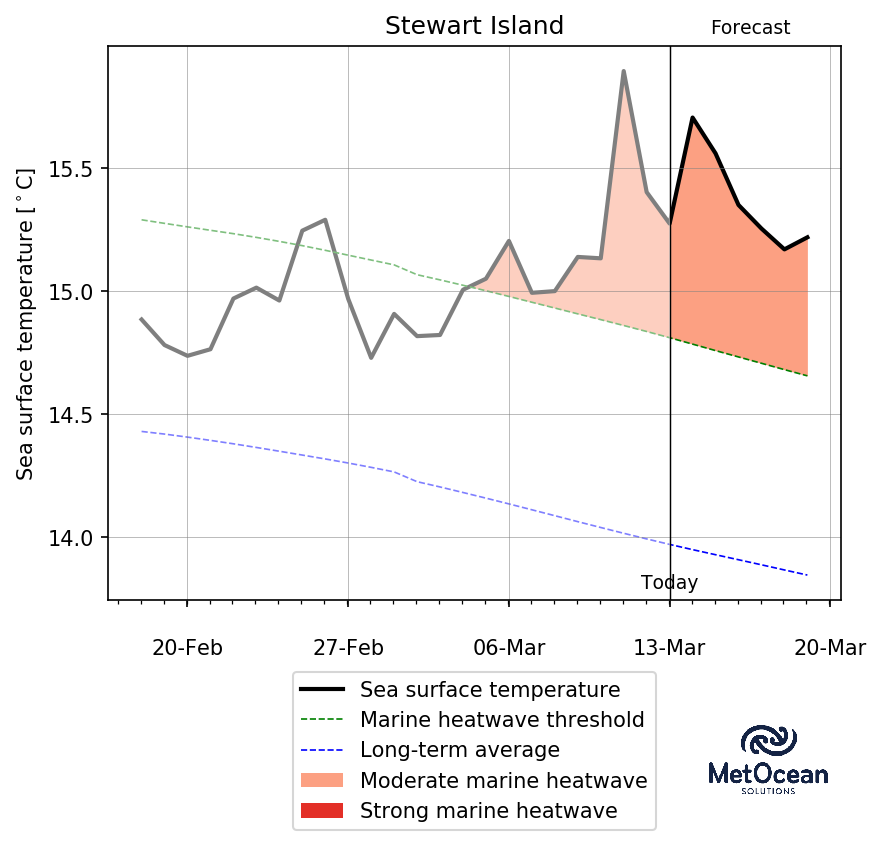 Stewart Island
Forecast
Sea surface temperature [°C]
15.5
15.0
14.5
14.0
Today
20-Feb
27-Feb
06-Mar
13-Mar
20-Mar
Sea surface temperature
Marine heatwave threshold
Long-term average
Moderate marine heatwave
Strong marine heatwave
MetOcean
SOLUTIONS